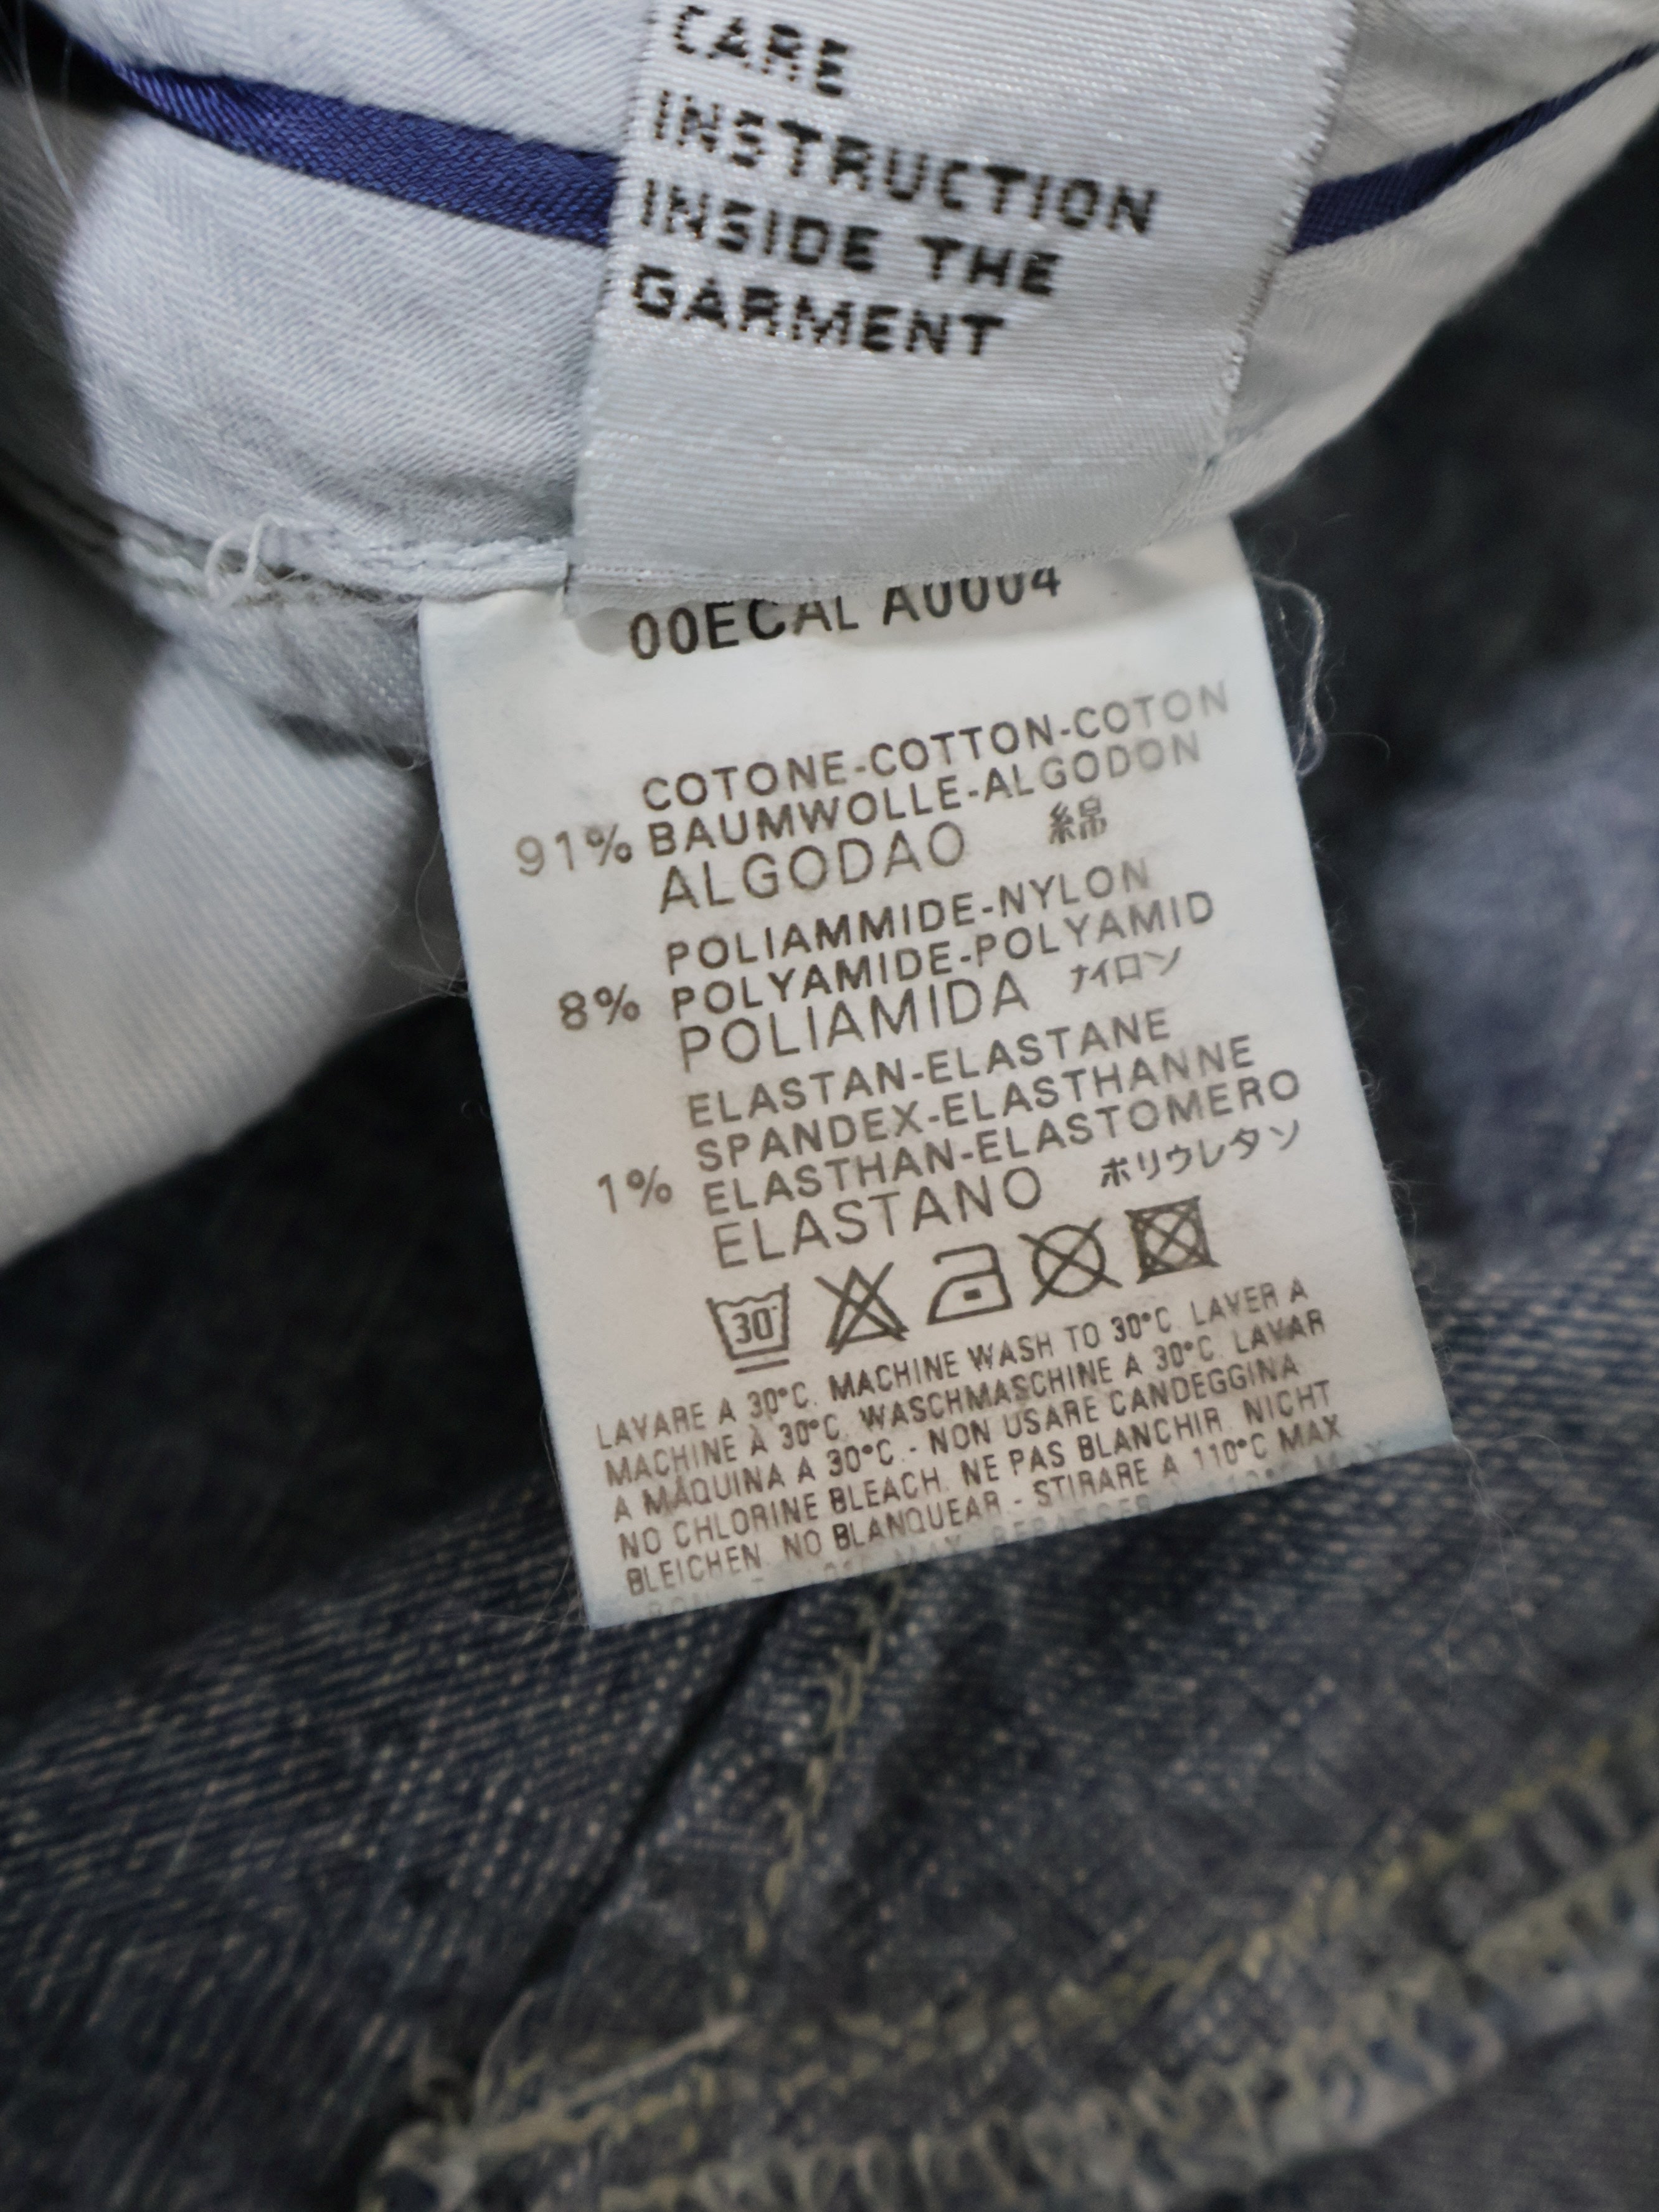 CARE
INSTRUCTION
INSIDE THE
GARMENT
00ECAL A0004
COTONE-COTTON-COTON
91% BAUMWOLLE-ALGODON
ALGODAO 綿
POLIAMMIDE-NYLON
8% POLYAMIDE-POLYAMID
POLIAMIDA ナイロン
ELASTAN-ELASTANE
SPANDEX-ELASTHANNE
1% ELASTHAN-ELASTOMERO
ELASTANO ポリウレタン
30°
LAVARE A 30°C. MACHINE WASH TO 30°C. LAVER A
MACHINE À 30°C. WASCHMASCHINE A 30°C. LAVAR
A MÁQUINA A 30°C. - NON USARE CANDEGGINA
NO CHLORINE BLEACH. NE PAS BLANCHIR. NICHT
BLEICHEN. NO BLANQUEAR - STIRARE A 110°C MAX